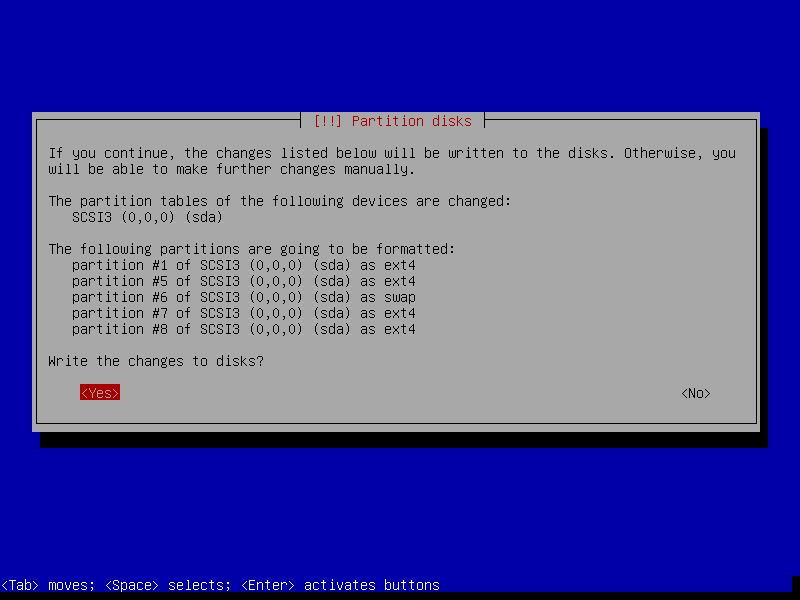 [!!] Partition disks
If you continue, the changes listed below will be written to the disks. Otherwise, you
will be able to make further changes manually.
The partition tables of the following devices are changed:
SCSI3 (0,0,0) (sda)
The following partitions are going to be formatted:
partition #1 of SCSI3 (0,0,0) (sda) as ext4
partition #5 of SCSI3 (0,0,0) (sda) as ext4
partition #6 of SCSI3 (0,0,0) (sda) as swap
partition #7 of SCSI3 (0,0,0) (sda) as ext4
partition #8 of SCSI3 (0,0,0) (sda) as ext4
Write the changes to disks?
<Yes> <No>
<Tab> moves; <Space> selects; <Enter> activates buttons